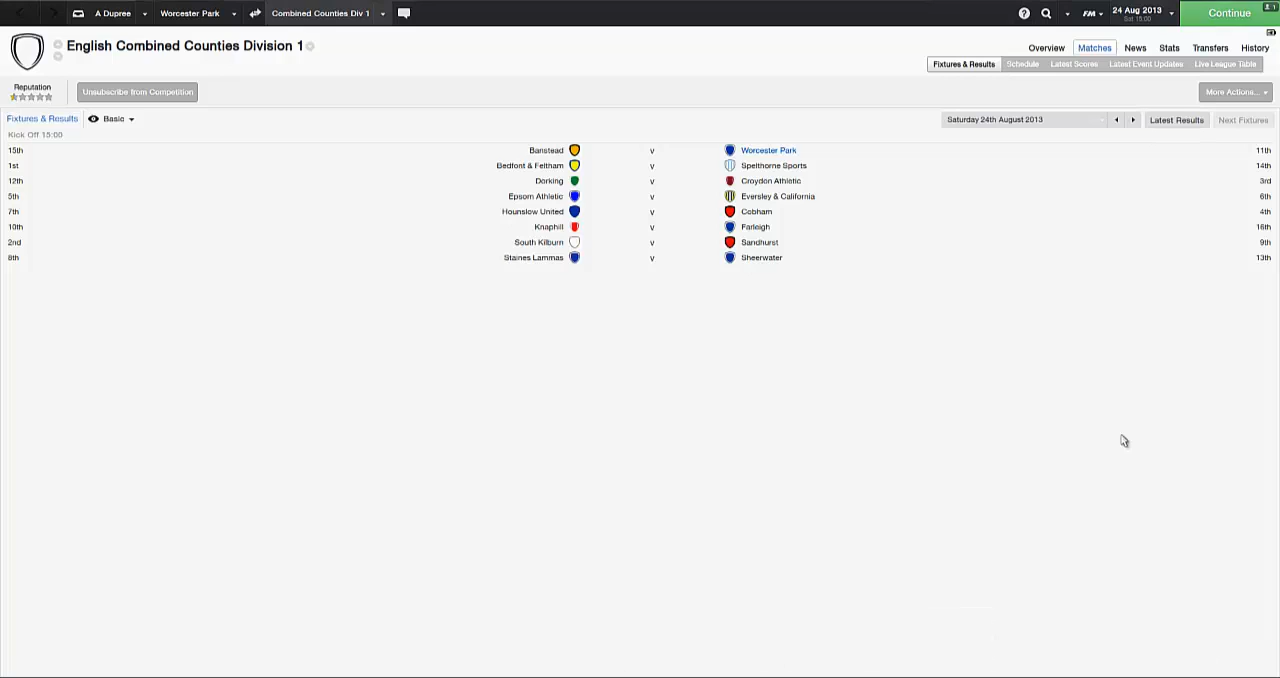 A Dupree Worcester Park Combined Counties Div 1 FM 24 Aug 2013 Sat 15:00 Continue 1
English Combined Counties Division 1
Overview Matches News Stats Transfers History
Fixtures & Results Schedule Latest Scores Latest Event Updates Live League Table
Reputation
Unsubscribe from Competition More Actions...
Fixtures & Results Basic Saturday 24th August 2013 Latest Results Next Fixtures
Kick Off 15:00
15th Banstead v Worcester Park 11th
1st Bedfont & Feltham v Spelthorne Sports 14th
12th Dorking v Croydon Athletic 3rd
5th Epsom Athletic v Eversley & California 6th
7th Hounslow United v Cobham 4th
10th Knaphill v Farleigh 16th
2nd South Kilburn v Sandhurst 9th
8th Staines Lammas v Sheerwater 13th